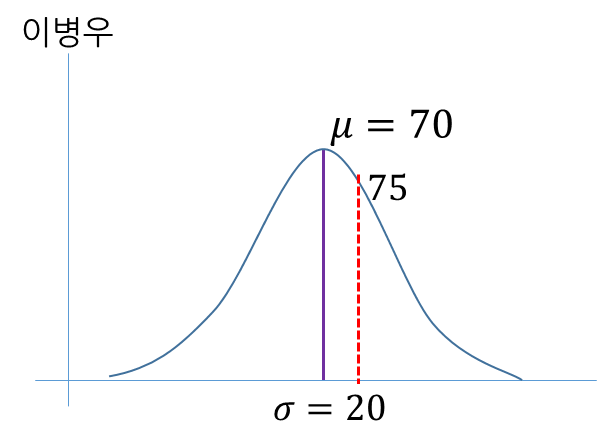 이병우
μ = 70
75
σ = 20